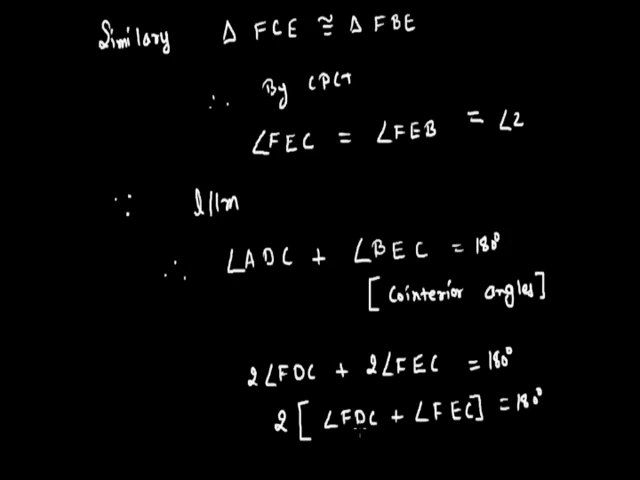 Similary Δ FCE ≅ Δ FBE
∴ By CPCT
∠FEC = ∠FEB = ∠2
∵ l//m
∴ ∠ADC + ∠BEC = 180°
[Cointerior angles]
2∠FDC + 2∠FEC = 180°
2[∠FDC + ∠FEC] = 180°